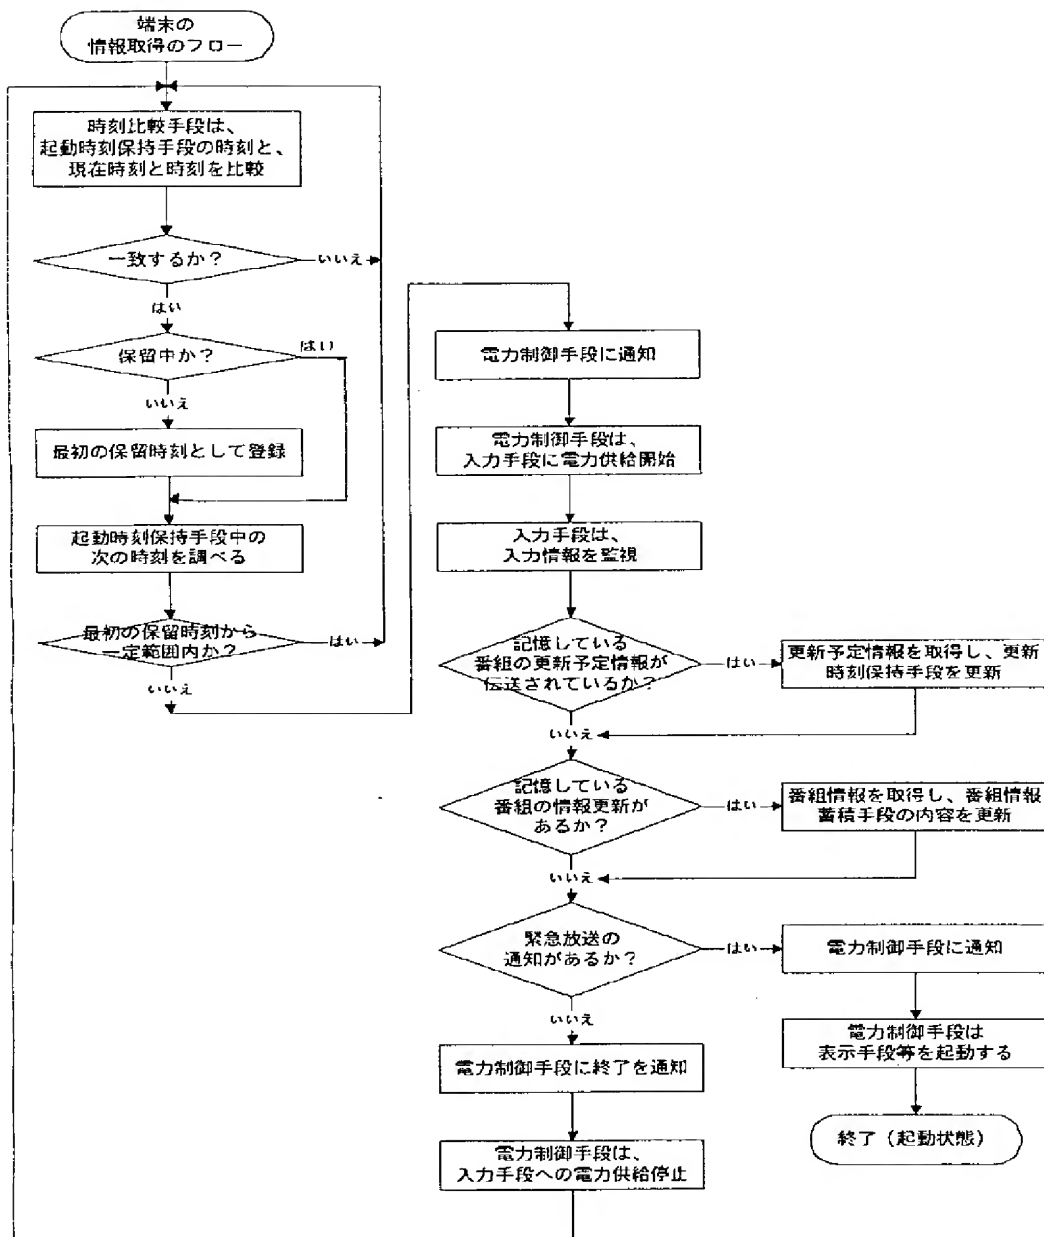 端末の
情報取得のフロー
時刻比較手段は、
起動時刻保持手段の時刻と、
現在時刻と時刻を比較
一致するか？
いいえ
はい
保留中か？
はい
いいえ
最初の保留時刻として登録
起動時刻保持手段中の
次の時刻を調べる
最初の保留時刻から
一定範囲内か？
はい
いいえ
電力制御手段に通知
電力制御手段は、
入力手段に電力供給開始
入力手段は、
入力情報を監視
記憶している
番組の更新予定情報が
伝送されているか？
はい
更新予定情報を取得し、更新
時刻保持手段を更新
いいえ
記憶している
番組の情報更新が
あるか？
はい
番組情報を取得し、番組情報
蓄積手段の内容を更新
いいえ
緊急放送の
通知があるか？
はい
電力制御手段に通知
いいえ
電力制御手段は
表示手段等を起動する
電力制御手段に終了を通知
終了（起動状態）
電力制御手段は、
入力手段への電力供給停止